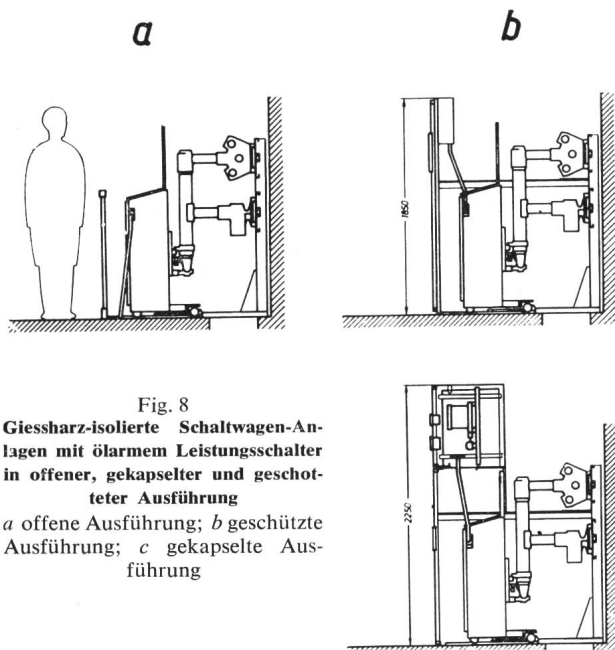 a
b
1850
Fig. 8
Giessharz-isolierte Schaltwagen-An-
lagen mit ölarmem Leistungsschalter
in offener, gekapselter und geschot-
teter Ausführung
a offene Ausführung; b geschützte
Ausführung; c gekapselte Aus-
führung
2250